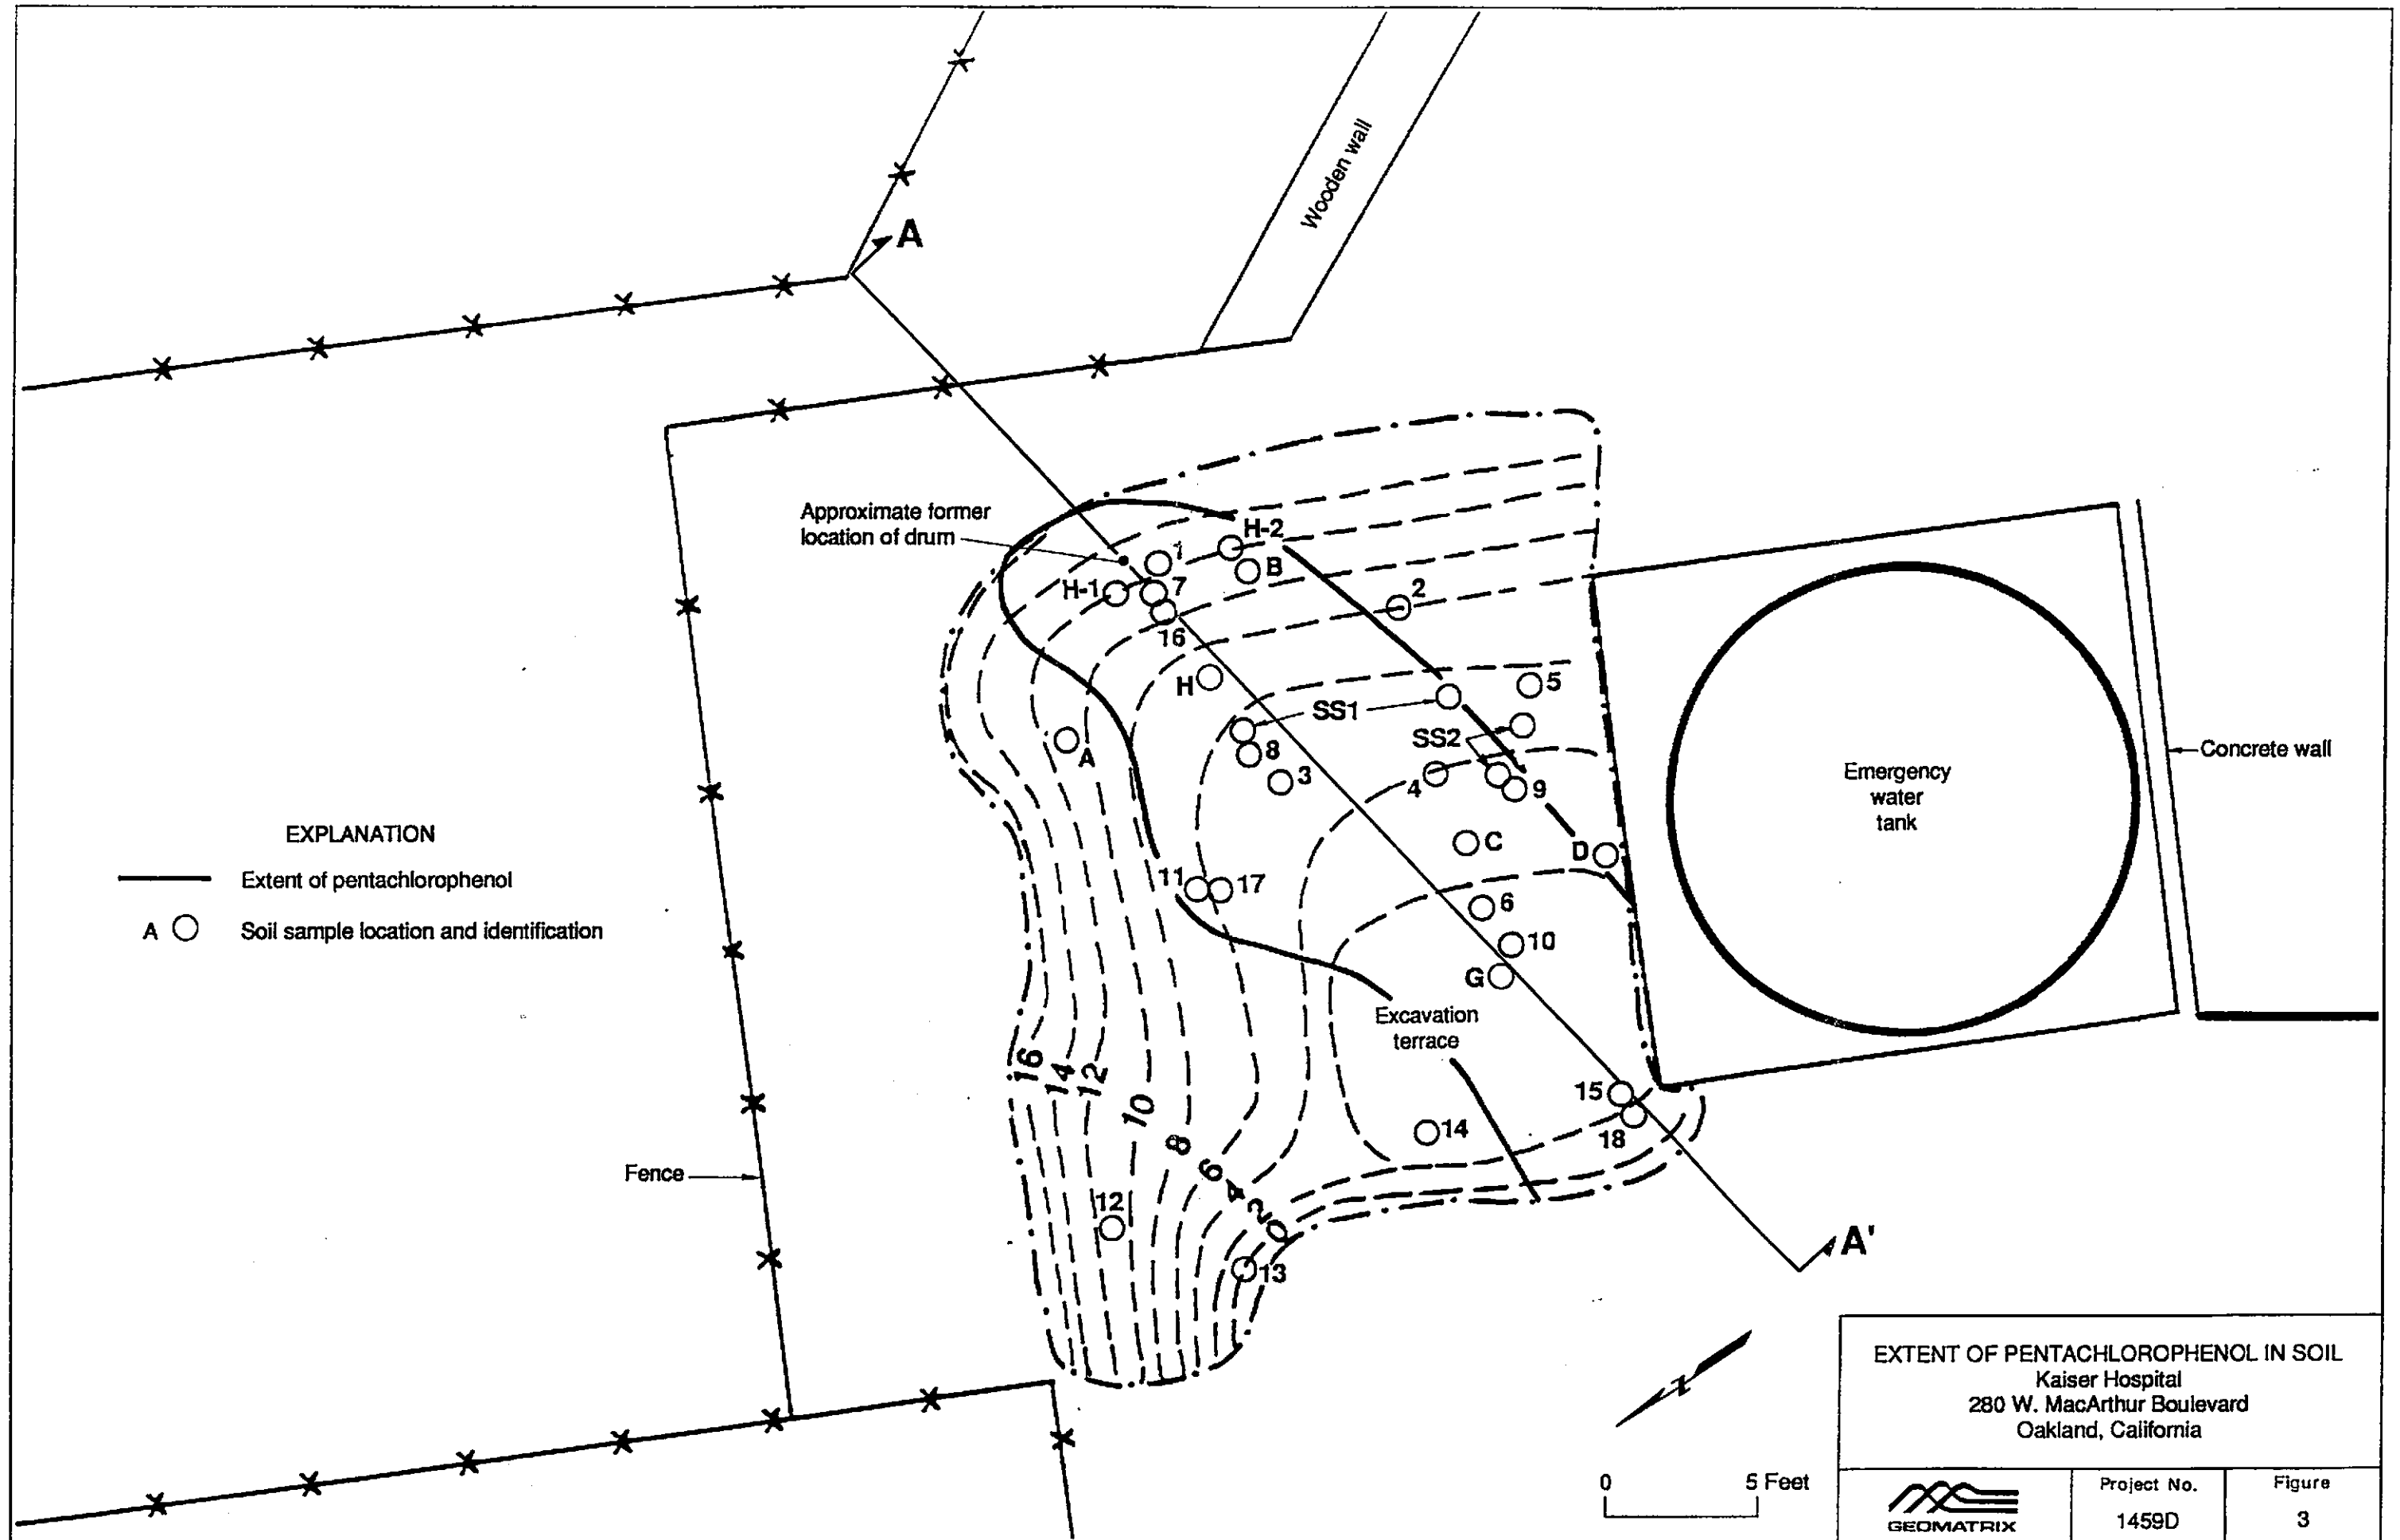 A
Wooden wall
Approximate former
location of drum
H-2
1
B
H-1
7
2
16
H
5
SS1
SS2
A
8
3
4
9
Emergency
water
tank
Concrete wall
EXPLANATION
Extent of pentachlorophenol
A Soil sample location and identification
C
D
11
17
6
10
G
Excavation
terrace
16
14
12
10
8
6
4
2
0
15
18
14
Fence
12
13
A'
N
0 5 Feet
EXTENT OF PENTACHLOROPHENOL IN SOIL
Kaiser Hospital
280 W. MacArthur Boulevard
Oakland, California
GEOMATRIX
Project No.
1459D
Figure
3